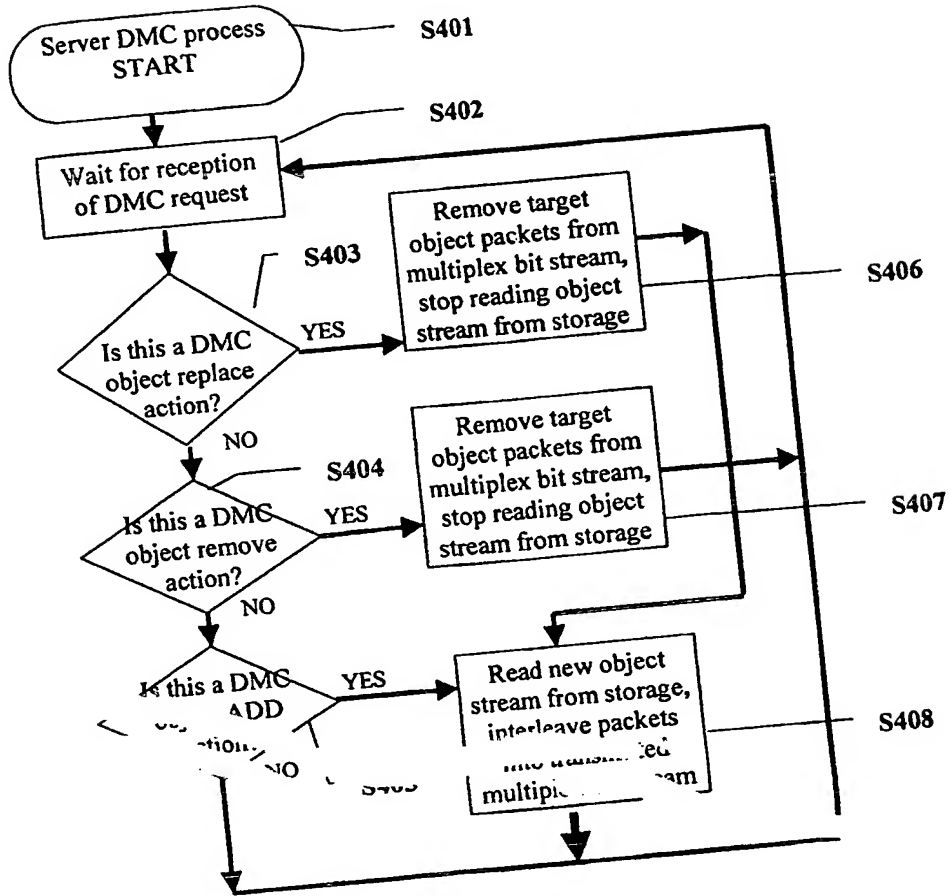 Server DMC process
START
S401
S402
Wait for reception
of DMC request
S403
Remove target
object packets from
multiplex bit stream,
stop reading object
stream from storage
S406
Is this a DMC
object replace
action?
YES
NO
S404
Remove target
object packets from
multiplex bit stream,
stop reading object
stream from storage
S407
Is this a DMC
object remove
action?
YES
NO
Is this a DMC
ADD
YES
NO
Read new object
stream from storage,
interleave packets
S408